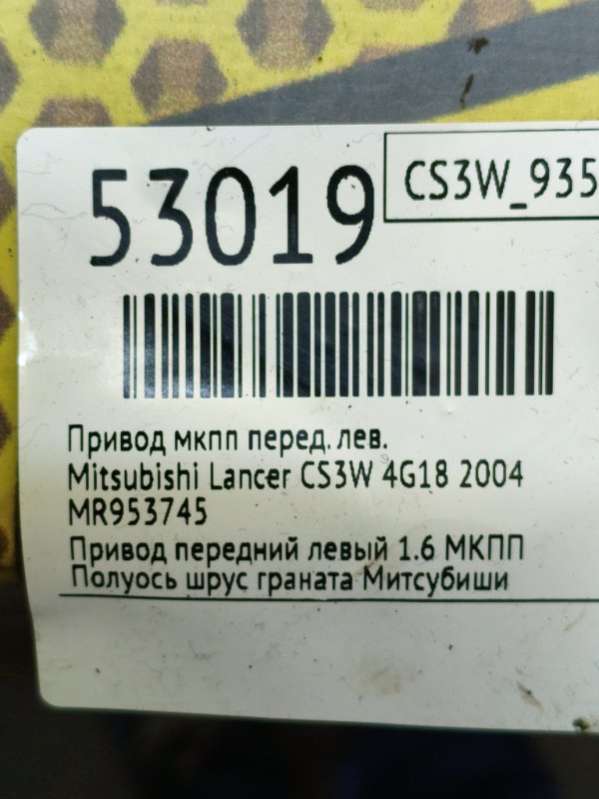 53019
CS3W_935
Привод мкпп перед. лев.
Mitsubishi Lancer CS3W 4G18 2004
MR953745
Привод передний левый 1.6 МКПП
Полуось шрус граната Митсубиши